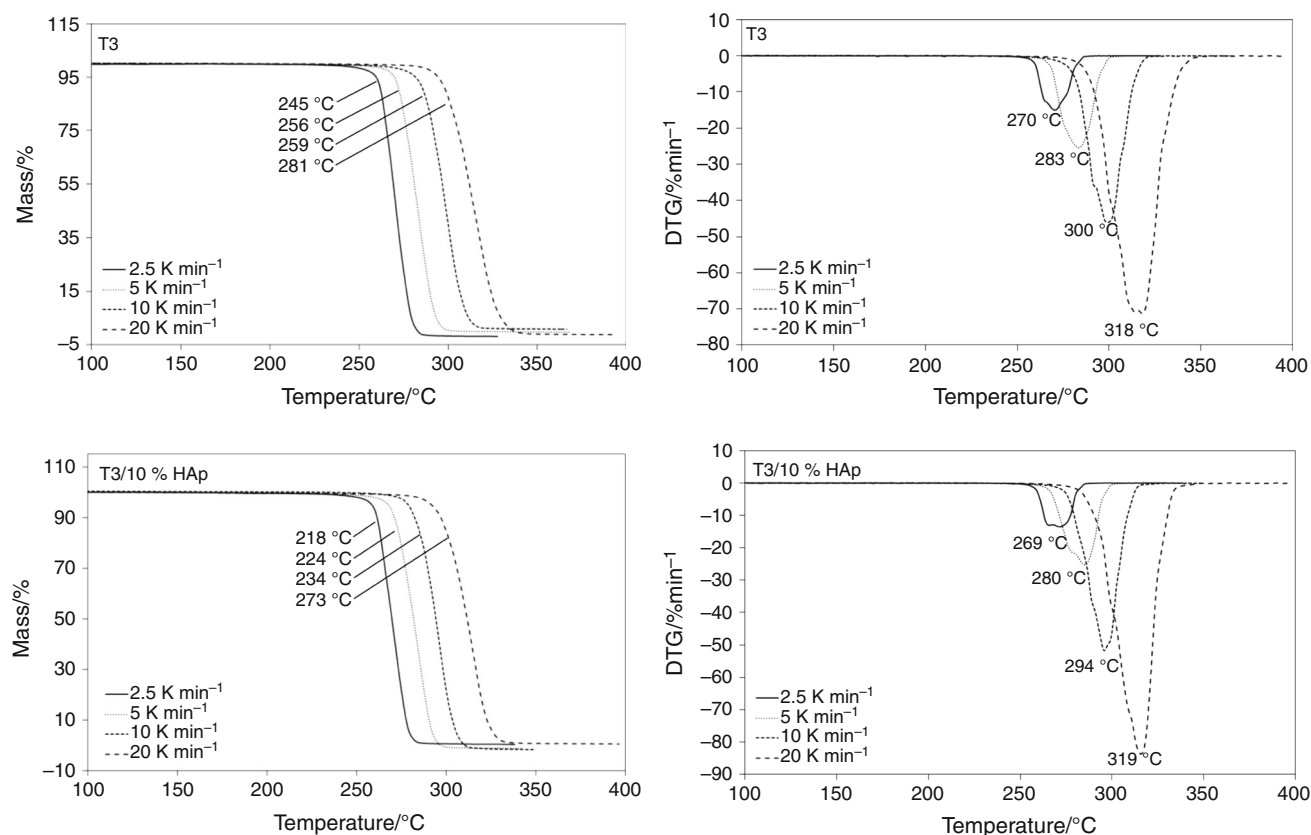 T3
115
95
75
55
35
15
–5
Mass/%
245 °C
256 °C
259 °C
281 °C
2.5 K min⁻¹
5 K min⁻¹
10 K min⁻¹
20 K min⁻¹
100 150 200 250 300 350 400
Temperature/°C
T3
10
0
–10
–20
–30
–40
–50
–60
–70
–80
DTG/%min⁻¹
270 °C
283 °C
300 °C
318 °C
2.5 K min⁻¹
5 K min⁻¹
10 K min⁻¹
20 K min⁻¹
100 150 200 250 300 350 400
Temperature/°C
T3/10 % HAp
110
90
70
50
30
10
–10
Mass/%
218 °C
224 °C
234 °C
273 °C
2.5 K min⁻¹
5 K min⁻¹
10 K min⁻¹
20 K min⁻¹
100 150 200 250 300 350 400
Temperature/°C
T3/10 % HAp
10
0
–10
–20
–30
–40
–50
–60
–70
–80
–90
DTG/%min⁻¹
269 °C
280 °C
294 °C
319 °C
2.5 K min⁻¹
5 K min⁻¹
10 K min⁻¹
20 K min⁻¹
100 150 200 250 300 350 400
Temperature/°C